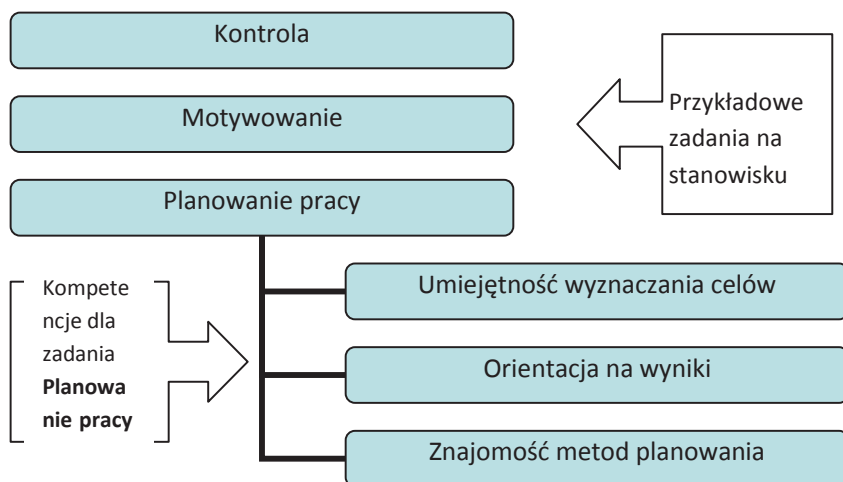 Kontrola
Motywowanie
Planowanie pracy
Przykładowe
zadania na
stanowisku
Kompete
ncje dla
zadania
Planowa
nie pracy
Umiejętność wyznaczania celów
Orientacja na wyniki
Znajomość metod planowania